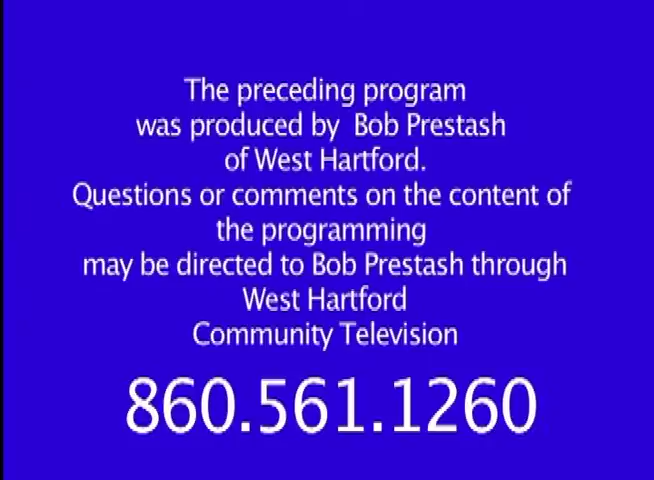 The preceding program
was produced by  Bob Prestash
of West Hartford.
Questions or comments on the content of
the programming
may be directed to Bob Prestash through
West Hartford
Community Television
860.561.1260